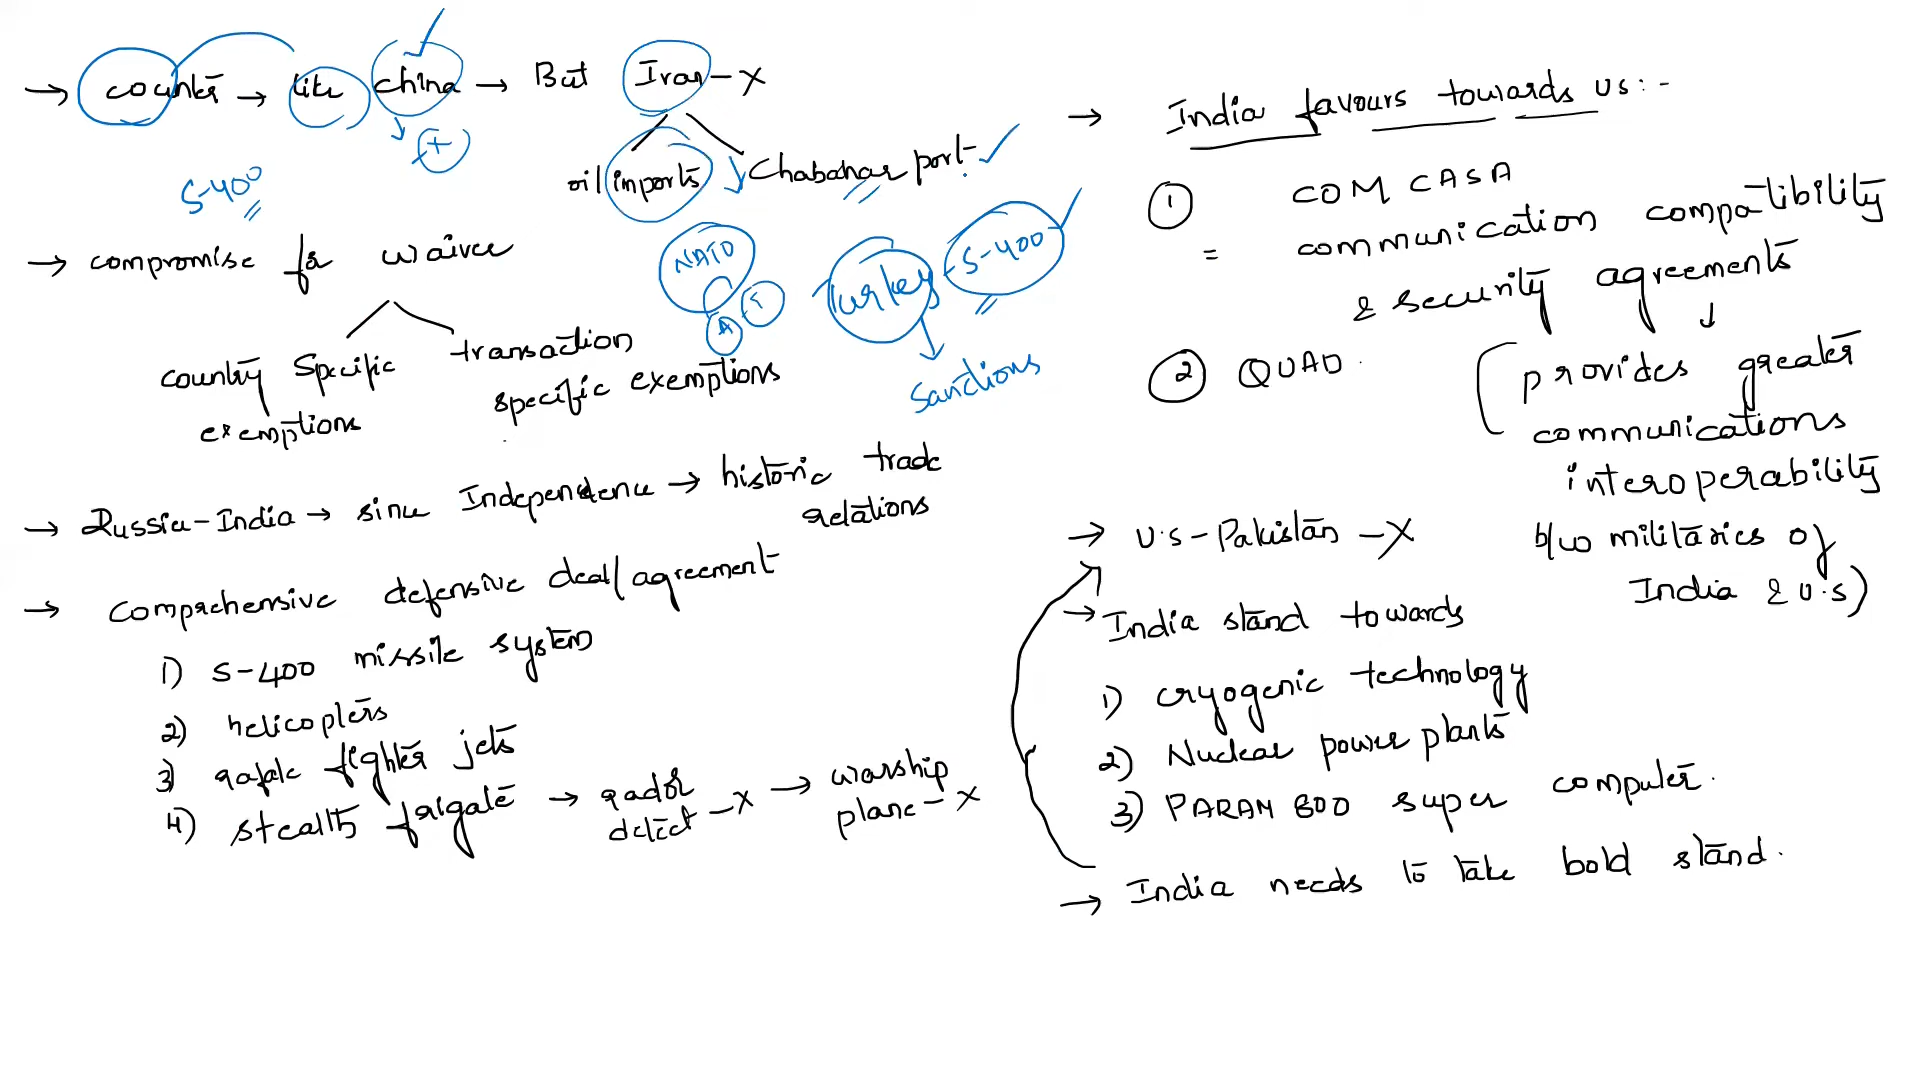 → counter → like china → But Iran - X
oil imports ↓ Chabahar port ✓
S-400
→ compromise for waiver
NATO
A T
Turkey - S-400
Sanctions
country Specific exemptions
transaction specific exemptions
→ Russia-India → since Independence → historic trade relations
→ comprehensive defensive deal/agreement
1) S-400 missile system
2) helicopters
3) rafale fighter jets
4) stealth frigate → radar detect - X → warship plane - X
→ India favours towards US:-
① COM CASA
= communication compatibility
& security agreements
↓
(provides greater
communications
interoperability
b/w militaries of
India & U.S)
② QUAD.
→ U.S - Pakistan - X
→ India stand towards
1) cryogenic technology
2) Nuclear power plants
3) PARAM 800 super computer.
→ India needs to take bold stand.